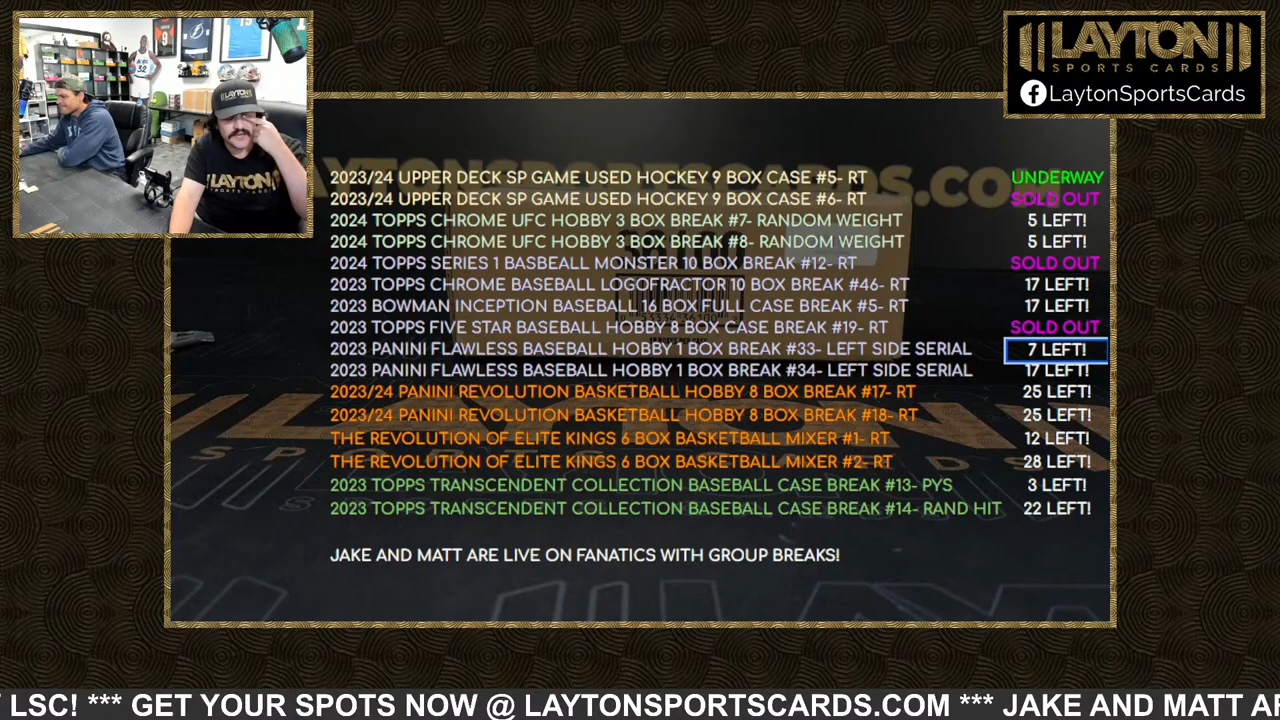 LAYTON
SPORTS CARDS
LaytonSportsCards
2023/24 UPPER DECK SP GAME USED HOCKEY 9 BOX CASE #5- RT UNDERWAY
2023/24 UPPER DECK SP GAME USED HOCKEY 9 BOX CASE #6- RT SOLD OUT
2024 TOPPS CHROME UFC HOBBY 3 BOX BREAK #7- RANDOM WEIGHT 5 LEFT!
2024 TOPPS CHROME UFC HOBBY 3 BOX BREAK #8- RANDOM WEIGHT 5 LEFT!
2024 TOPPS SERIES 1 BASBEALL MONSTER 10 BOX BREAK #12- RT SOLD OUT
2023 TOPPS CHROME BASEBALL LOGOFRACTOR 10 BOX BREAK #46- RT 17 LEFT!
2023 BOWMAN INCEPTION BASEBALL 16 BOX FULL CASE BREAK #5- RT 17 LEFT!
2023 TOPPS FIVE STAR BASEBALL HOBBY 8 BOX CASE BREAK #19- RT SOLD OUT
2023 PANINI FLAWLESS BASEBALL HOBBY 1 BOX BREAK #33- LEFT SIDE SERIAL 7 LEFT!
2023 PANINI FLAWLESS BASEBALL HOBBY 1 BOX BREAK #34- LEFT SIDE SERIAL 17 LEFT!
2023/24 PANINI REVOLUTION BASKETBALL HOBBY 8 BOX BREAK #17- RT 25 LEFT!
2023/24 PANINI REVOLUTION BASKETBALL HOBBY 8 BOX BREAK #18- RT 25 LEFT!
THE REVOLUTION OF ELITE KINGS 6 BOX BASKETBALL MIXER #1- RT 12 LEFT!
THE REVOLUTION OF ELITE KINGS 6 BOX BASKETBALL MIXER #2- RT 28 LEFT!
2023 TOPPS TRANSCENDENT COLLECTION BASEBALL CASE BREAK #13- PYS 3 LEFT!
2023 TOPPS TRANSCENDENT COLLECTION BASEBALL CASE BREAK #14- RAND HIT 22 LEFT!
JAKE AND MATT ARE LIVE ON FANATICS WITH GROUP BREAKS!
LSC! *** GET YOUR SPOTS NOW @ LAYTONSPORTSCARDS.COM *** JAKE AND MATT AR